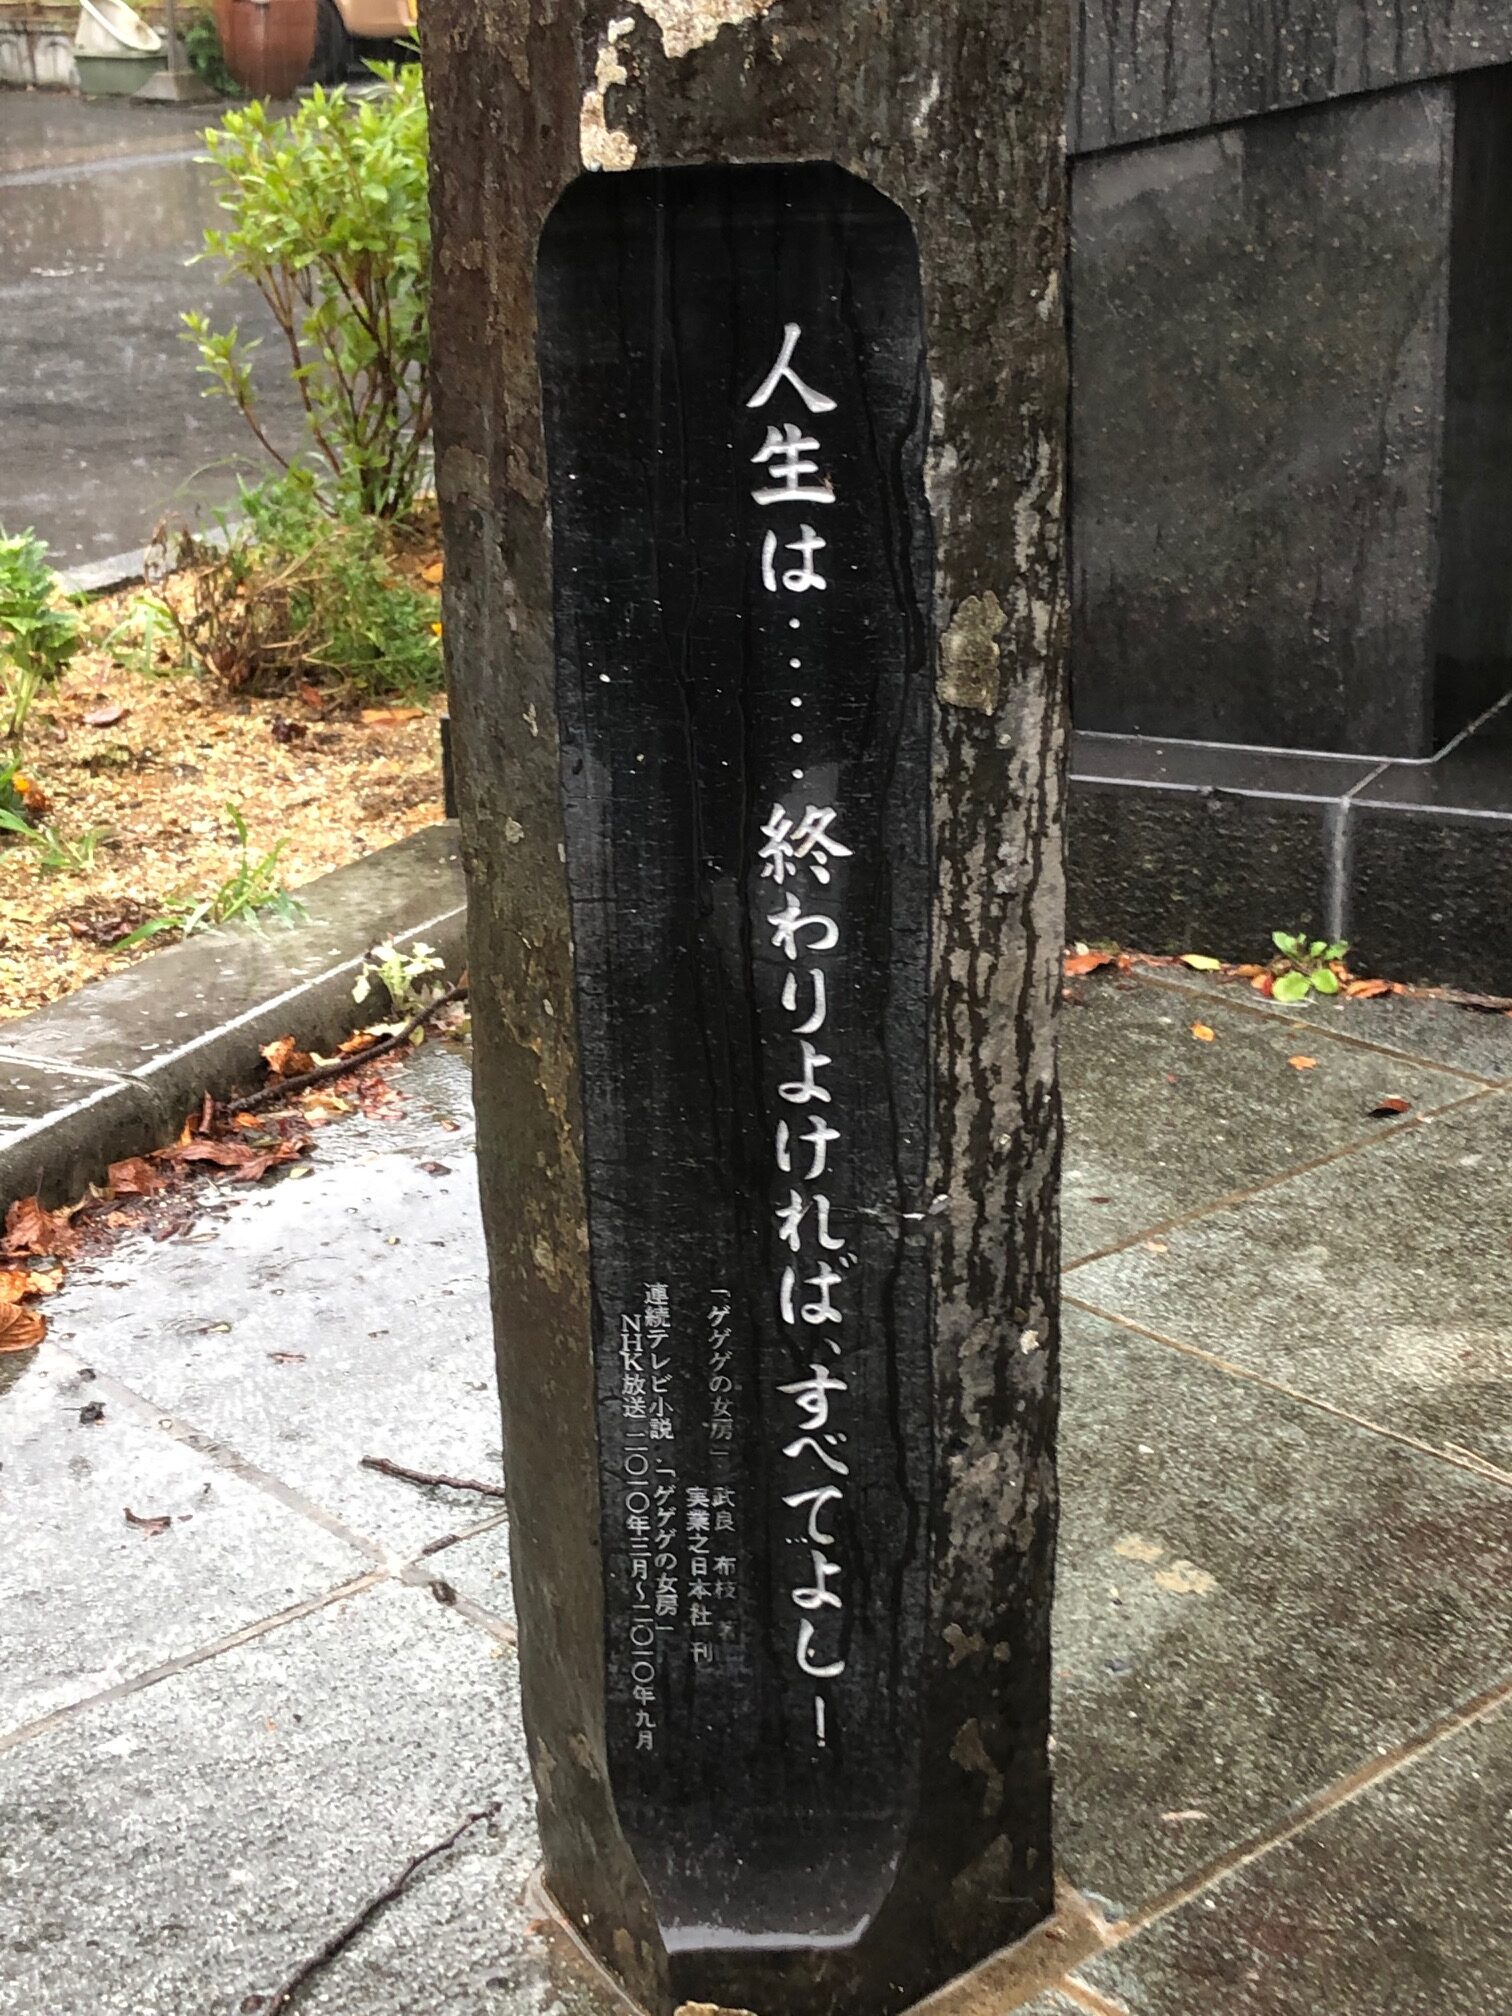 人生は・・・・・終わりよければ、すべてよし！
「ゲゲゲの女房」 武良 布枝 著
実業之日本社 刊
連続テレビ小説 「ゲゲゲの女房」
NHK放送 二〇一〇年三月〜二〇一〇年九月